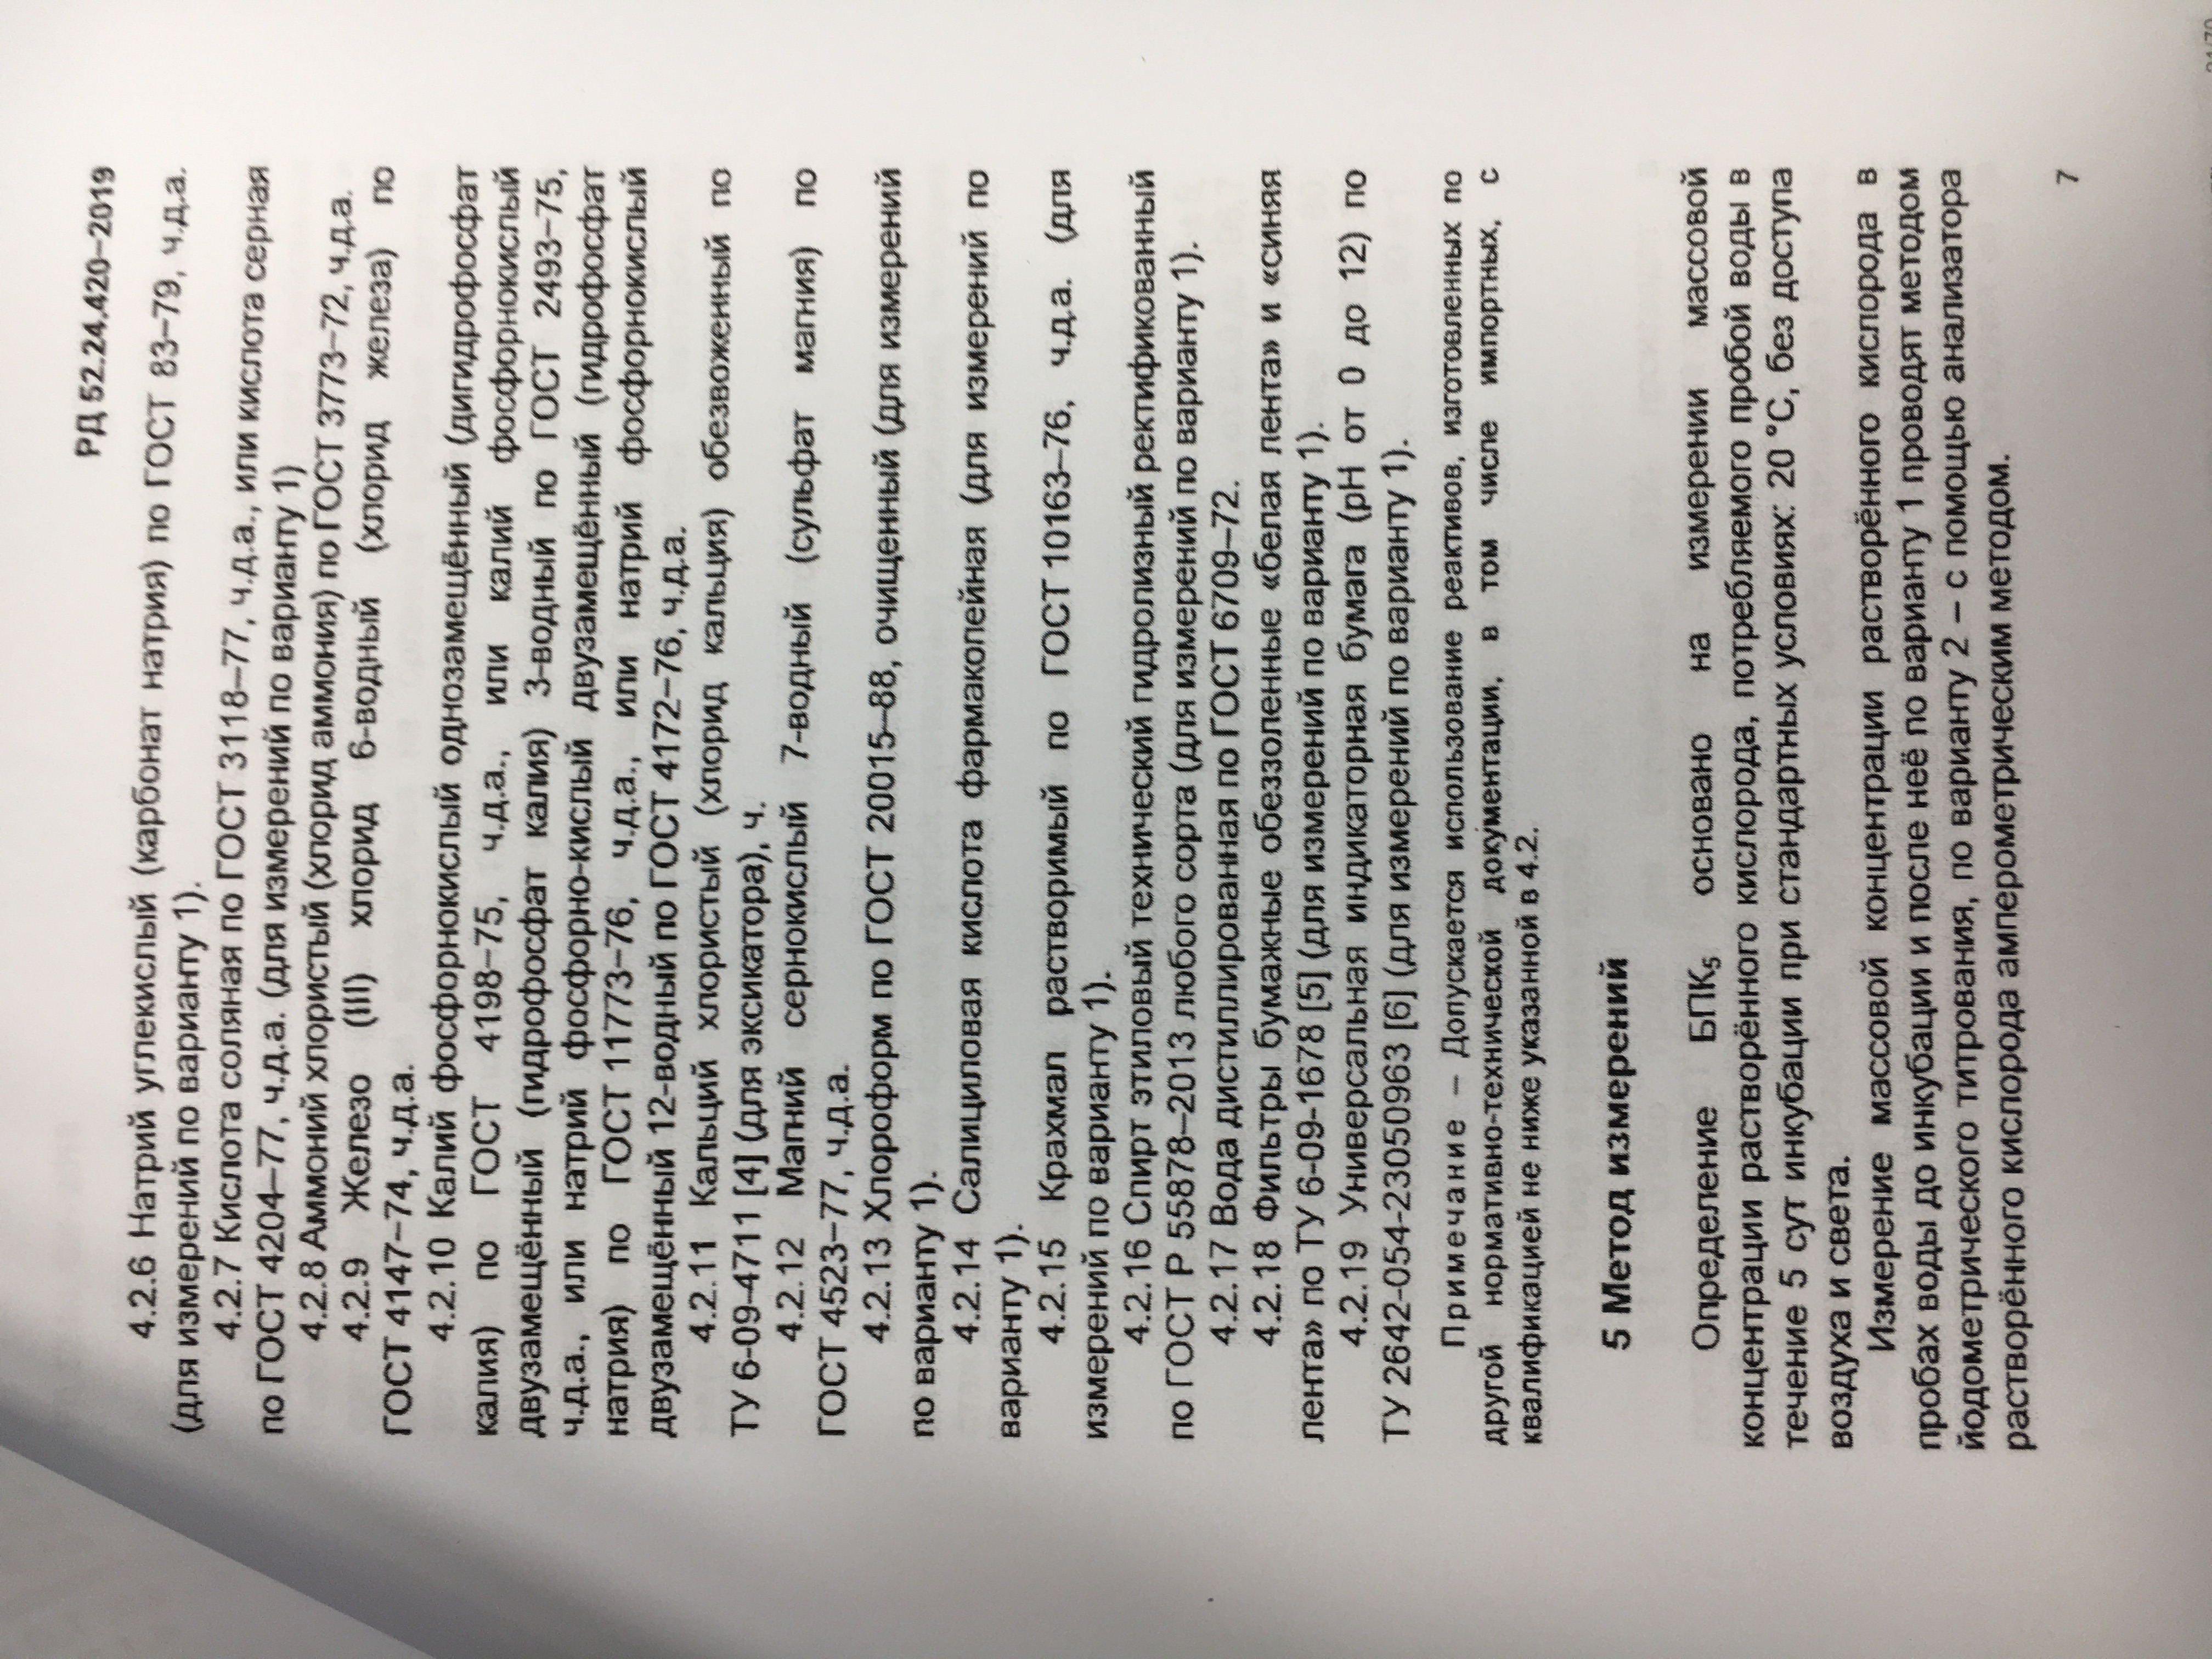 РД 52.24.420–2019
4.2.6 Натрий углекислый (карбонат натрия) по ГОСТ 83–79, ч.д.а.
(для измерений по варианту 1).
4.2.7 Кислота соляная по ГОСТ 3118–77, ч.д.а., или кислота серная
по ГОСТ 4204–77, ч.д.а. (для измерений по варианту 1)
4.2.8 Аммоний хлористый (хлорид аммония) по ГОСТ 3773–72, ч.д.а.
4.2.9 Железо (III) хлорид 6-водный (хлорид железа) по
ГОСТ 4147–74, ч.д.а.
4.2.10 Калий фосфорнокислый однозамещённый (дигидрофосфат
калия) по ГОСТ 4198–75, ч.д.а., или калий фосфорнокислый
двузамещённый (гидрофосфат калия) 3-водный по ГОСТ 2493–75,
ч.д.а., или натрий фосфорно-кислый двузамещённый (гидрофосфат
натрия) по ГОСТ 11773–76, ч.д.а., или натрий фосфорнокислый
двузамещённый 12-водный по ГОСТ 4172–76, ч.д.а.
4.2.11 Кальций хлористый (хлорид кальция) обезвоженный по
ТУ 6-09-4711 [4] (для эксикатора), ч.
4.2.12 Магний сернокислый 7-водный (сульфат магния) по
ГОСТ 4523–77, ч.д.а.
4.2.13 Хлороформ по ГОСТ 20015–88, очищенный (для измерений
по варианту 1).
4.2.14 Салициловая кислота фармакопейная (для измерений по
варианту 1).
4.2.15 Крахмал растворимый по ГОСТ 10163–76, ч.д.а. (для
измерений по варианту 1).
4.2.16 Спирт этиловый технический гидролизный ректификованный
по ГОСТ Р 55878–2013 любого сорта (для измерений по варианту 1).
4.2.17 Вода дистиллированная по ГОСТ 6709–72.
4.2.18 Фильтры бумажные обеззоленные «белая лента» и «синяя
лента» по ТУ 6-09-1678 [5] (для измерений по варианту 1).
4.2.19 Универсальная индикаторная бумага (рН от 0 до 12) по
ТУ 2642-054-23050963 [6] (для измерений по варианту 1).
Примечание – Допускается использование реактивов, изготовленных по
другой нормативно-технической документации, в том числе импортных, с
квалификацией не ниже указанной в 4.2.
5 Метод измерений
Определение БПК₅ основано на измерении массовой
концентрации растворённого кислорода, потребляемого пробой воды в
течение 5 сут инкубации при стандартных условиях: 20 °С, без доступа
воздуха и света.
Измерение массовой концентрации растворённого кислорода в
пробах воды до инкубации и после неё по варианту 1 проводят методом
йодометрического титрования, по варианту 2 – с помощью анализатора
растворённого кислорода амперометрическим методом.
7